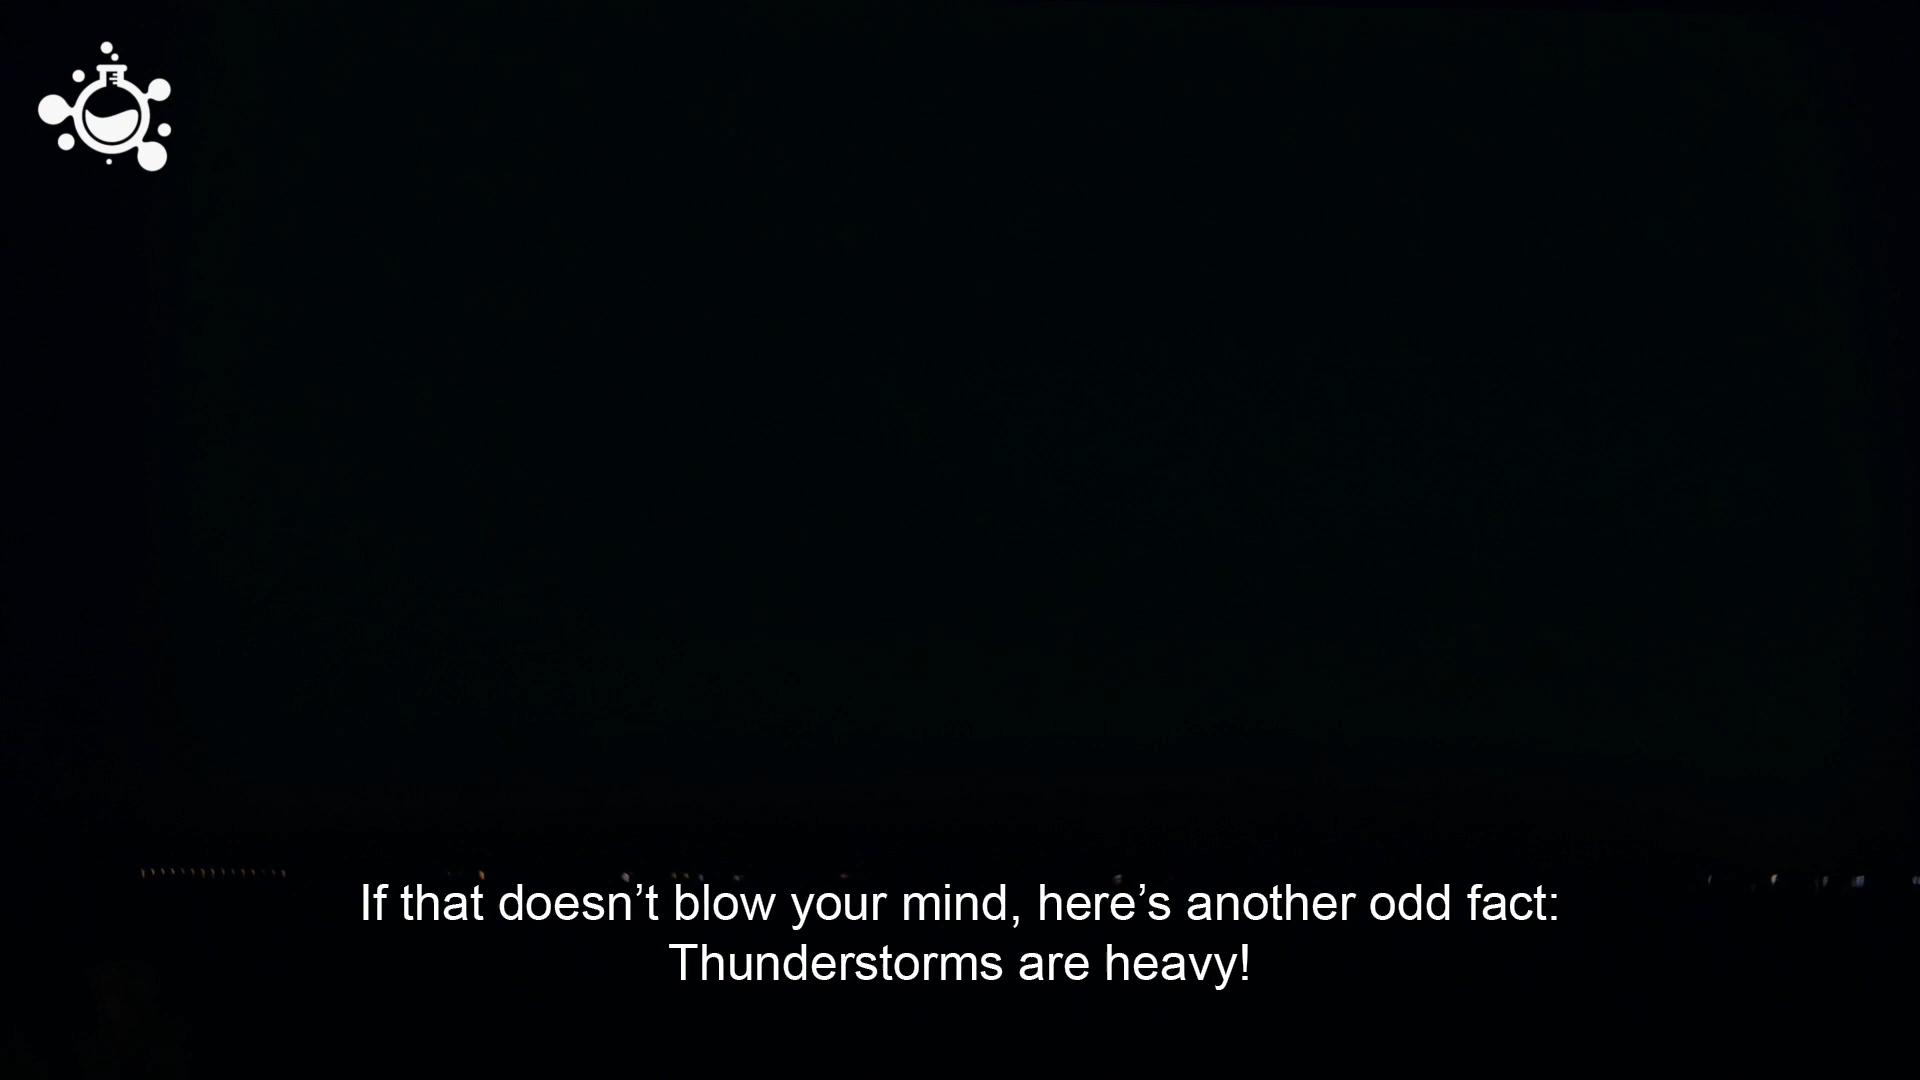 If that doesn’t blow your mind, here’s another odd fact:
Thunderstorms are heavy!